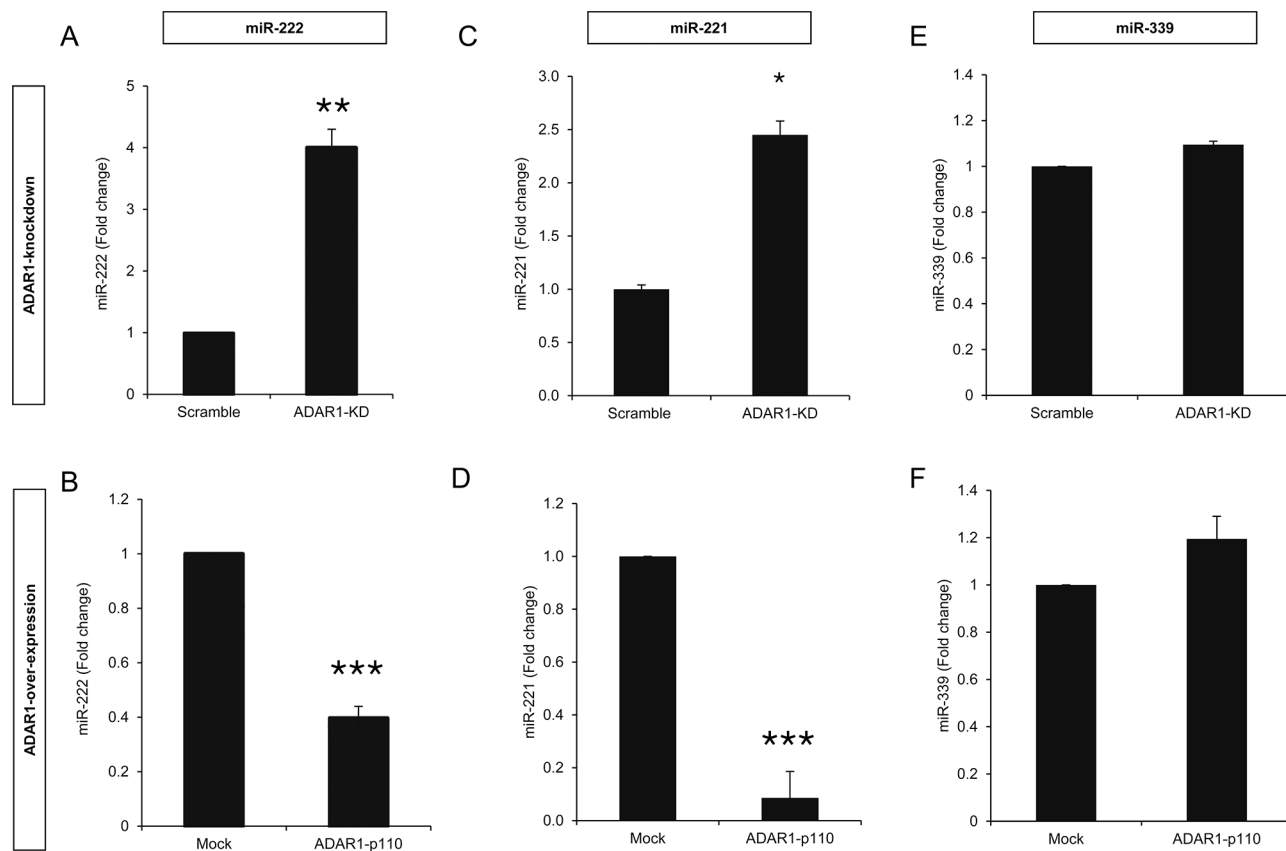 A
miR-222
C
miR-221
E
miR-339
ADAR1-knockdown
miR-222 (Fold change)
5
4
3
2
1
0
**
Scramble
ADAR1-KD
miR-221 (Fold change)
3.0
2.5
2.0
1.5
1.0
0.5
0.0
*
Scramble
ADAR1-KD
miR-339 (Fold change)
1.4
1.2
1
0.8
0.6
0.4
0.2
0
Scramble
ADAR1-KD
ADAR1-over-expression
B
miR-222 (Fold change)
1.2
1
0.8
0.6
0.4
0.2
0
***
Mock
ADAR1-p110
D
miR-221 (Fold change)
1.2
1.0
0.8
0.6
0.4
0.2
0.0
***
Mock
ADAR1-p110
F
miR-339 (Fold change)
1.4
1.2
1
0.8
0.6
0.4
0.2
0
Mock
ADAR1-p110